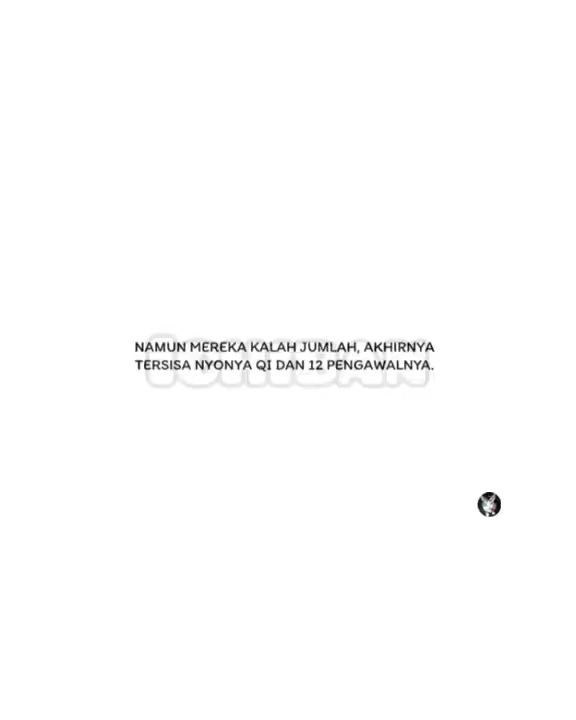 NAMUN MEREKA KALAH JUMLAH, AKHIRNYA
TERSISA NYONYA QI DAN 12 PENGAWALNYA.